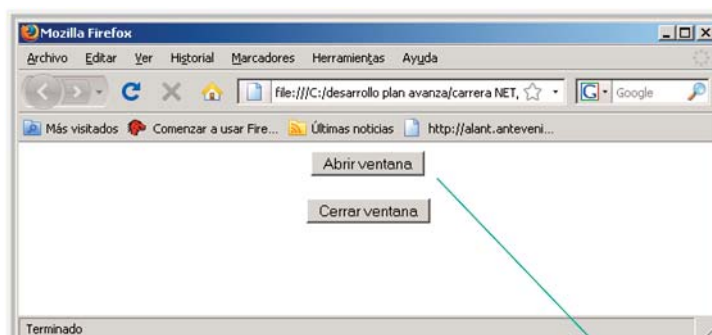 Mozilla Firefox
Archivo Editar Ver Historial Marcadores Herramientas Ayuda
file:///C:/desarrollo plan avanza/carrera NET, G Google
Más visitados Comenzar a usar Fire... Últimas noticias http://alant.anteveni...
Abrir ventana
Cerrar ventana
Terminado